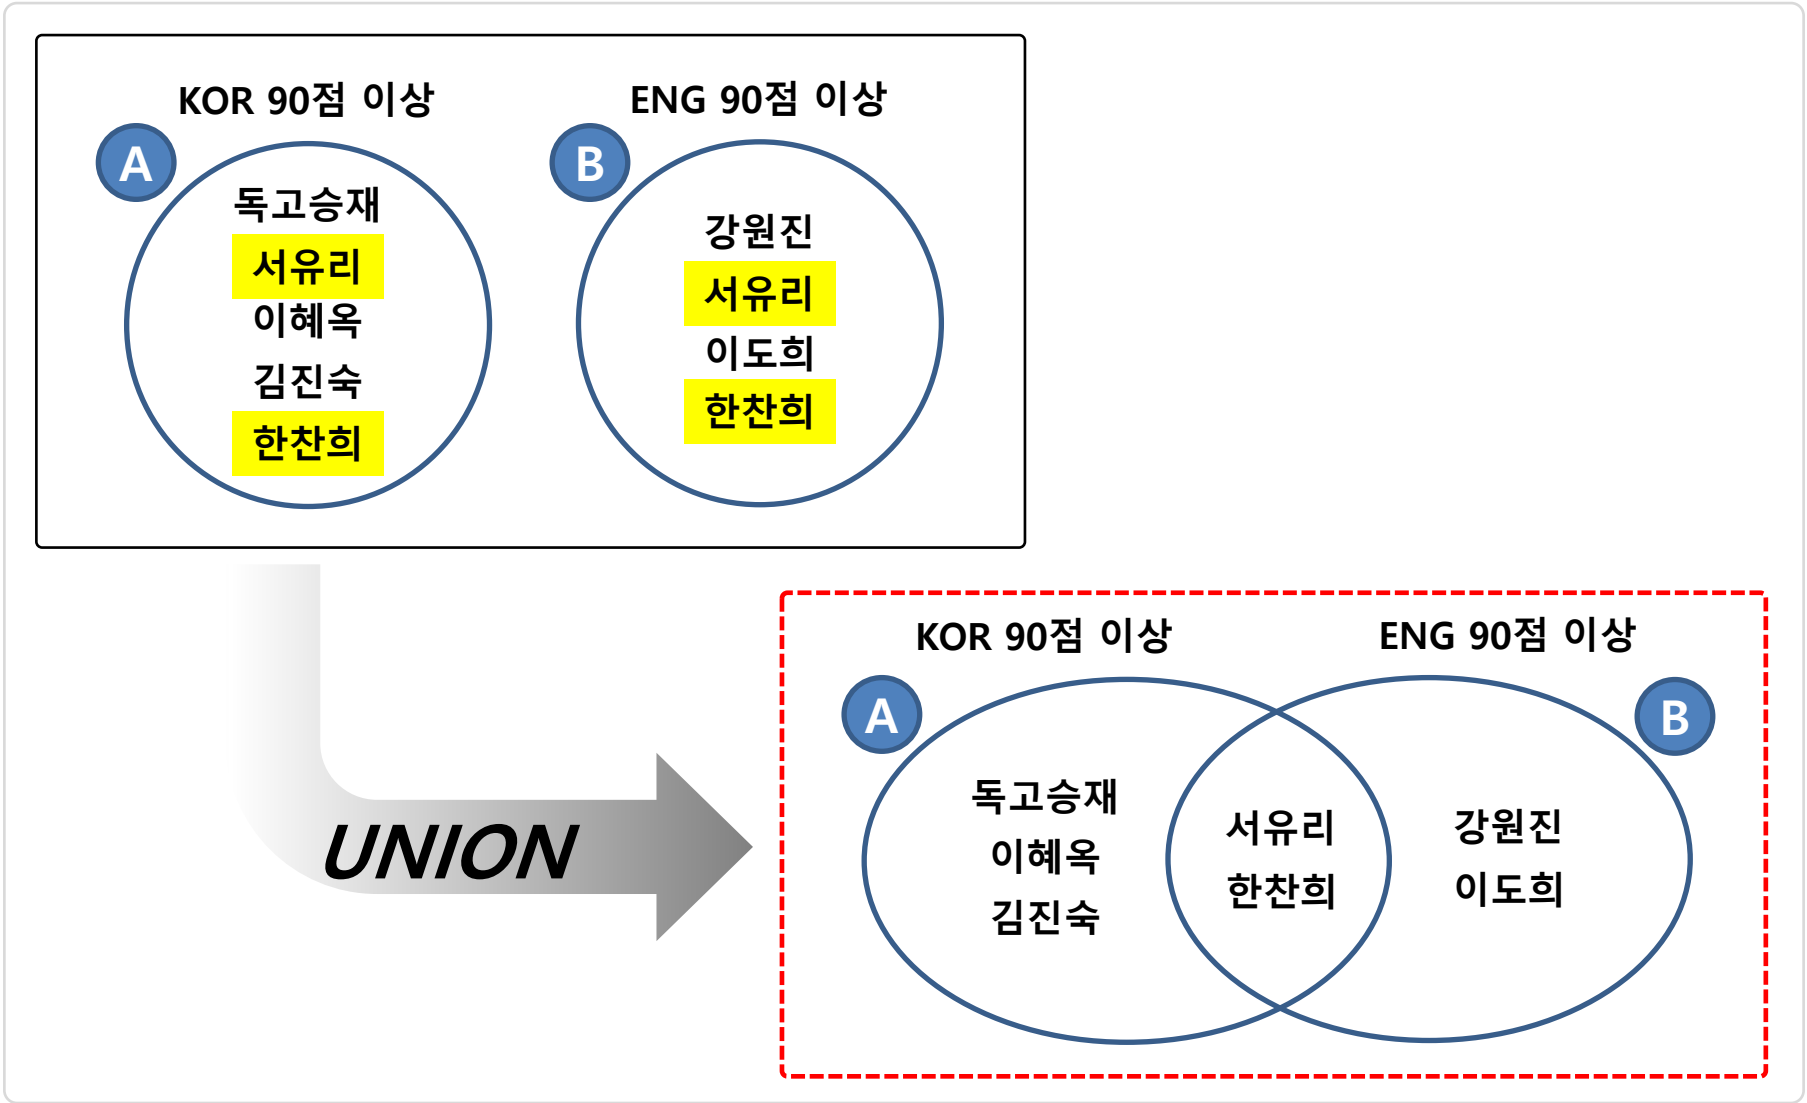 KOR 90점 이상
A
독고승재
서유리
이혜옥
김진숙
한찬희
ENG 90점 이상
B
강원진
서유리
이도희
한찬희
UNION
KOR 90점 이상
ENG 90점 이상
A
B
독고승재
이혜옥
김진숙
서유리
한찬희
강원진
이도희